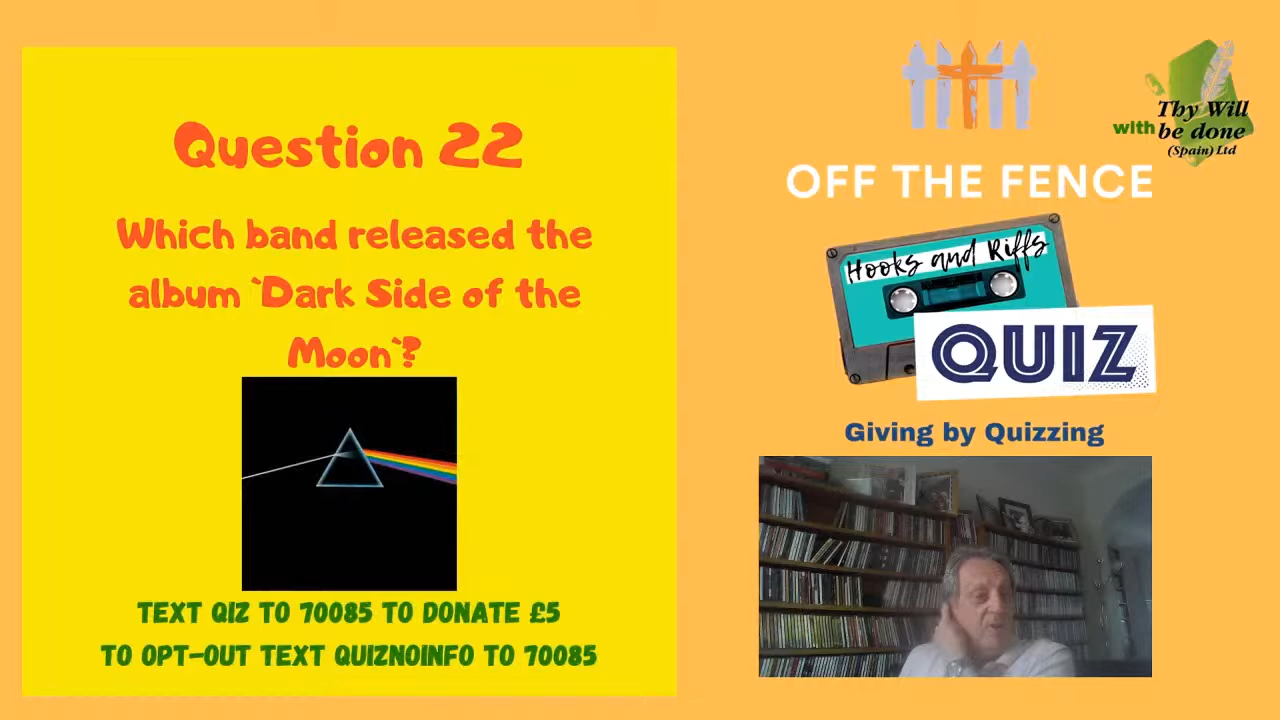 Question 22
Which band released the
album `Dark Side of the
Moon`?
TEXT QIZ TO 70085 TO DONATE £5
TO OPT-OUT TEXT QUIZNOINFO TO 70085
with Thy Will
be done
(Spain) Ltd
OFF THE FENCE
Hooks and Riffs
QUIZ
Giving by Quizzing